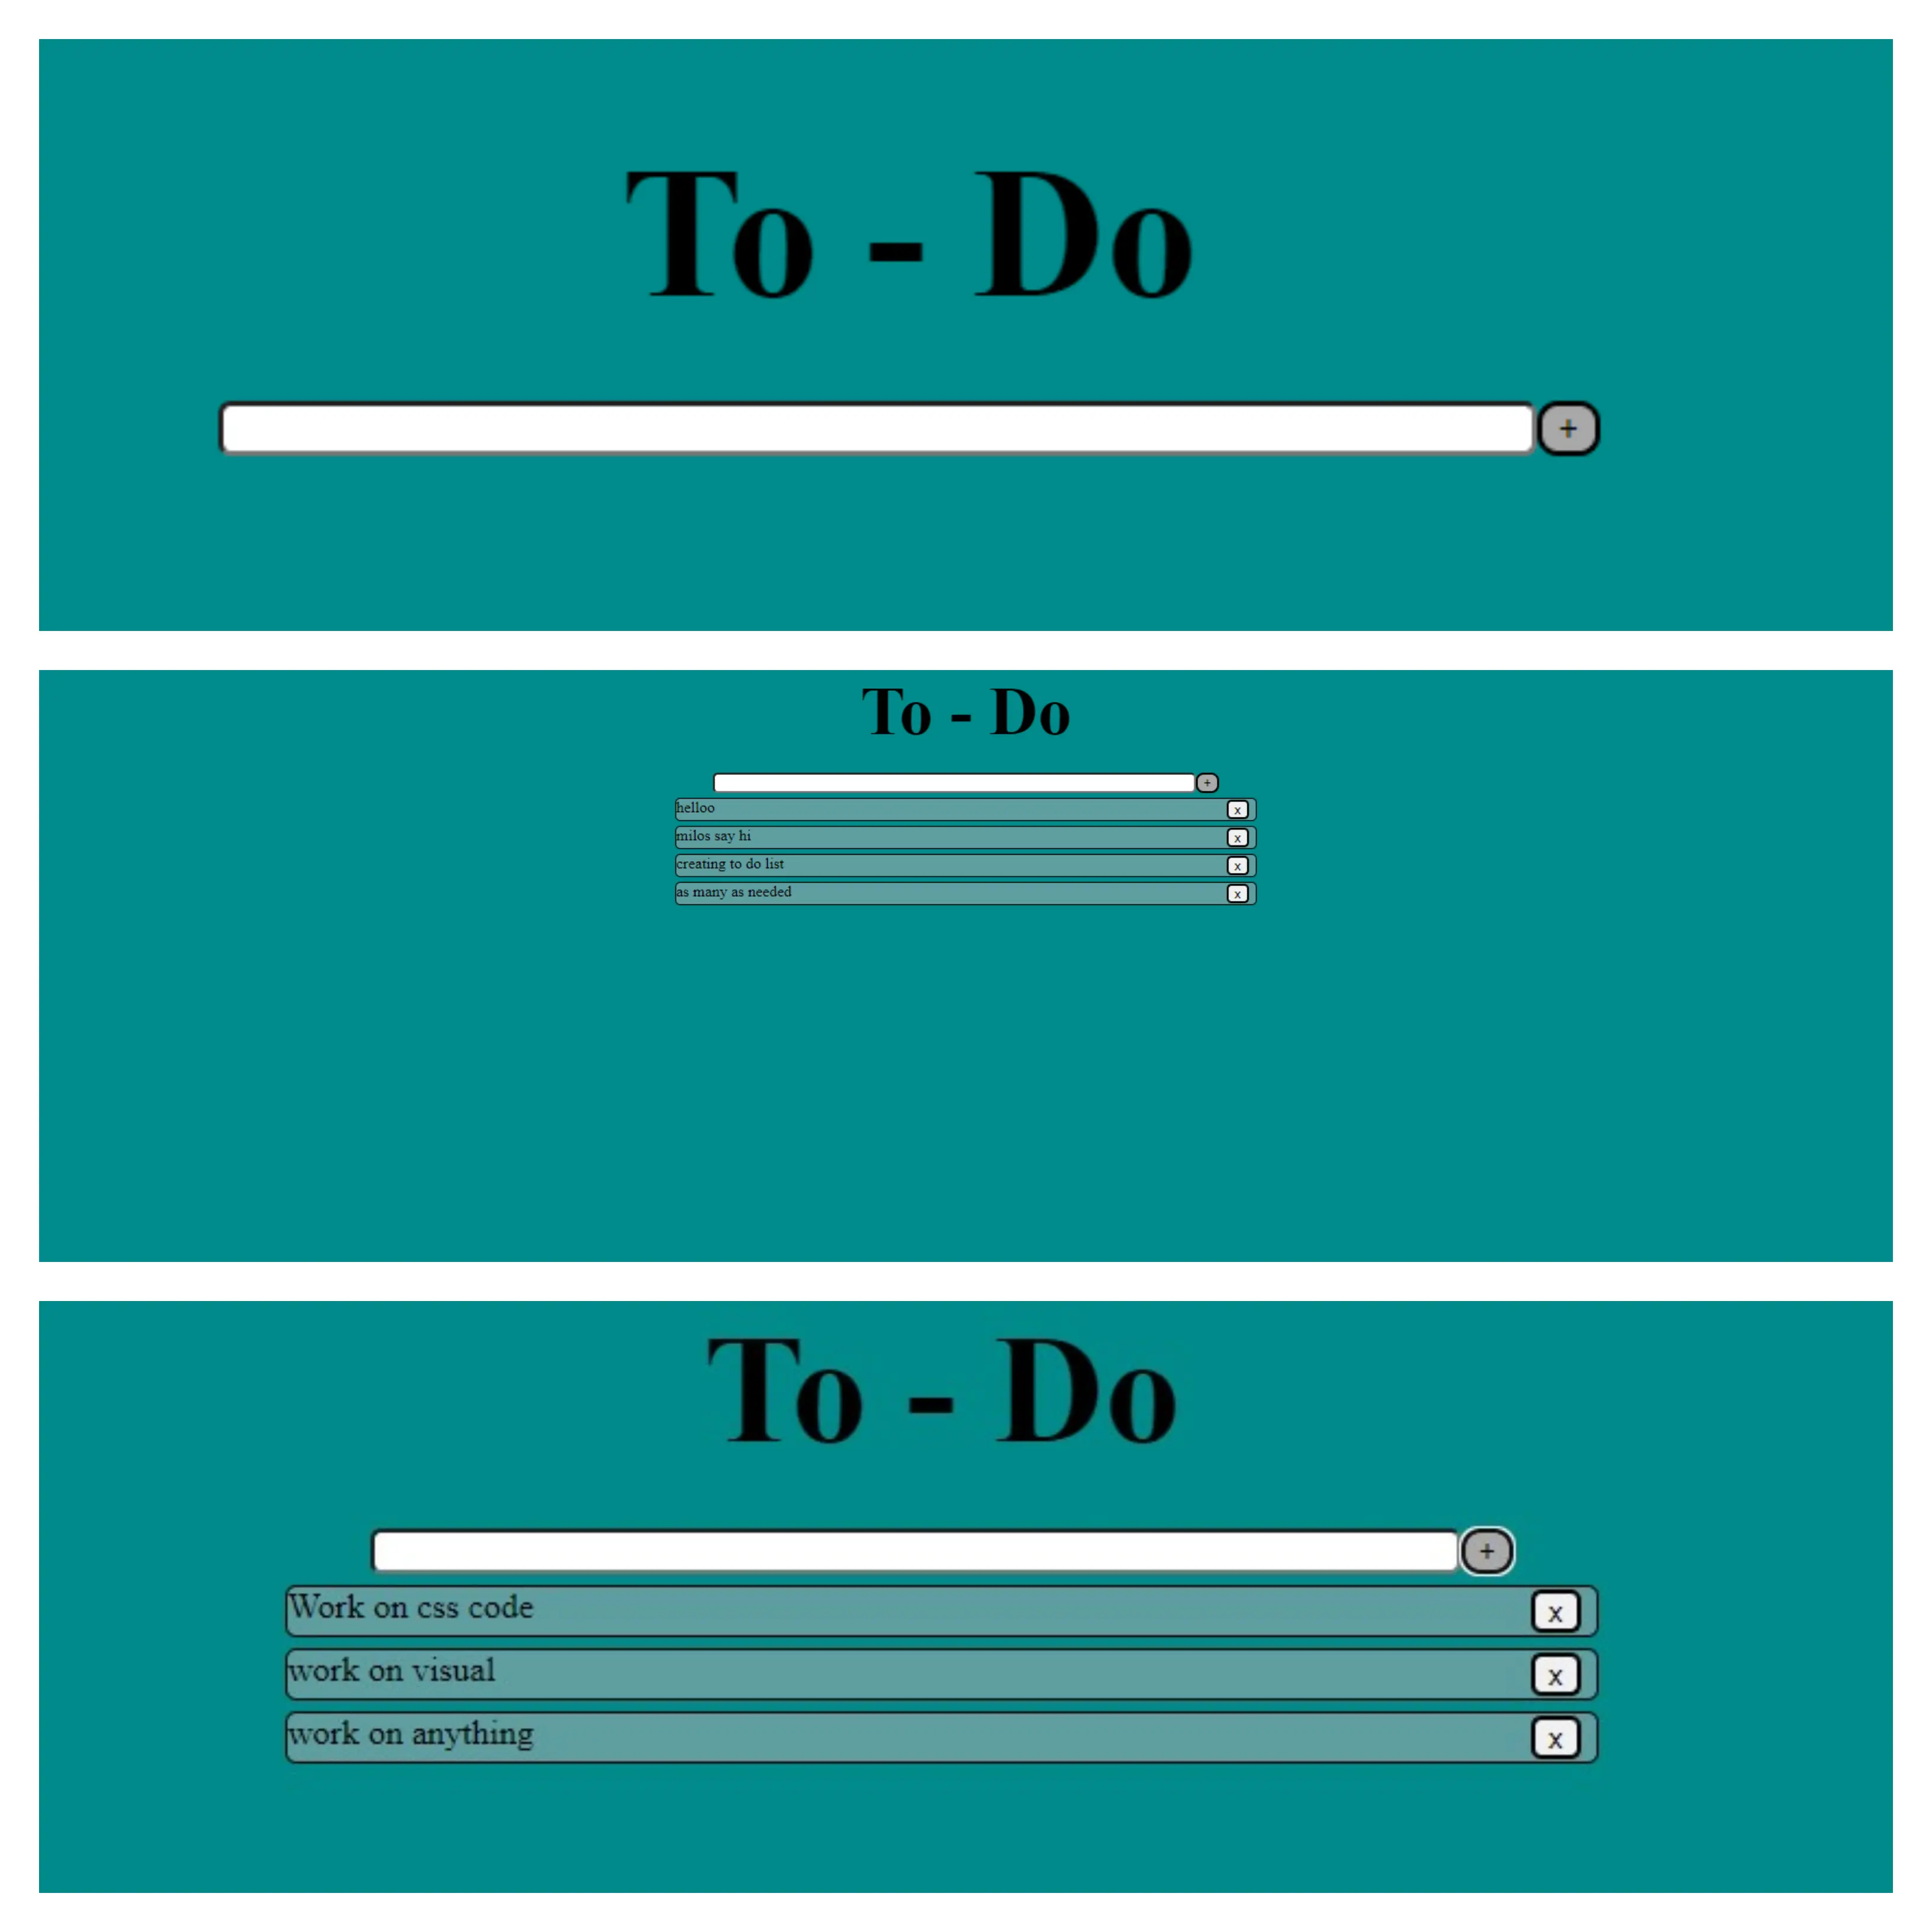 To - Do
+
To - Do
+
helloo x
milos say hi x
creating to do list x
as many as needed x
To - Do
+
Work on css code x
work on visual x
work on anything x